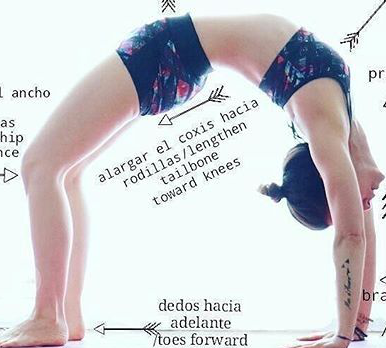 l ancho
as
hip
nce
pr
alargar el coxis hacia
rodillas/lengthen
tailbone
toward knees
bra
dedos hacia
adelante
/toes forward